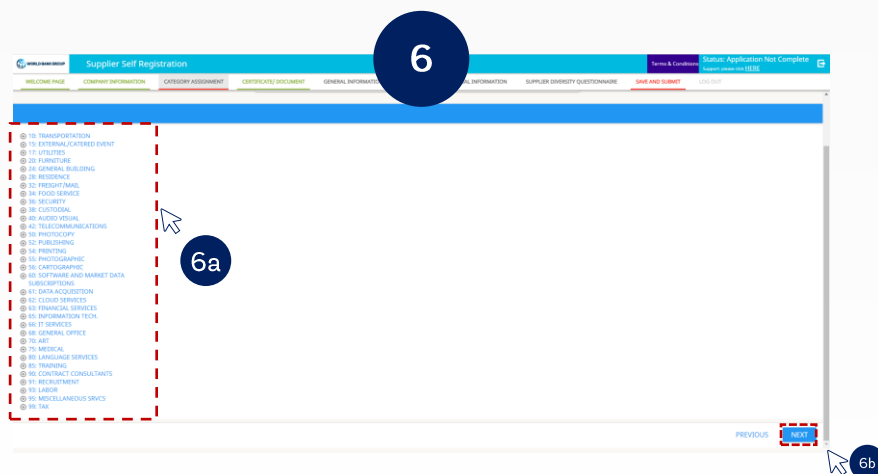 6
WORLD BANK GROUP
Supplier Self Registration
Terms & Conditions
Status: Application Not Complete
Support please click HERE
WELCOME PAGE
COMPANY INFORMATION
CATEGORY ASSIGNMENT
CERTIFICATE/ DOCUMENT
GENERAL INFORMATIO
AL INFORMATION
SUPPLIER DIVERSITY QUESTIONNAIRE
SAVE AND SUBMIT
LOG OUT
10: TRANSPORTATION
15: EXTERNAL/CATERED EVENT
17: UTILITIES
20: FURNITURE
24: GENERAL BUILDING
28: RESIDENCE
32: FREIGHT/MAIL
34: FOOD SERVICE
36: SECURITY
38: CUSTODIAL
40: AUDIO VISUAL
42: TELECOMMUNICATIONS
50: PHOTOCOPY
52: PUBLISHING
54: PRINTING
55: PHOTOGRAPHIC
56: CARTOGRAPHIC
60: SOFTWARE AND MARKET DATA
SUBSCRIPTIONS
61: DATA ACQUISITION
62: CLOUD SERVICES
63: FINANCIAL SERVICES
65: INFORMATION TECH.
66: IT SERVICES
68: GENERAL OFFICE
70: ART
75: MEDICAL
80: LANGUAGE SERVICES
85: TRAINING
90: CONTRACT CONSULTANTS
91: RECRUITMENT
93: LABOR
95: MISCELLANEOUS SRVCS
99: TAX
6a
PREVIOUS
NEXT
6b